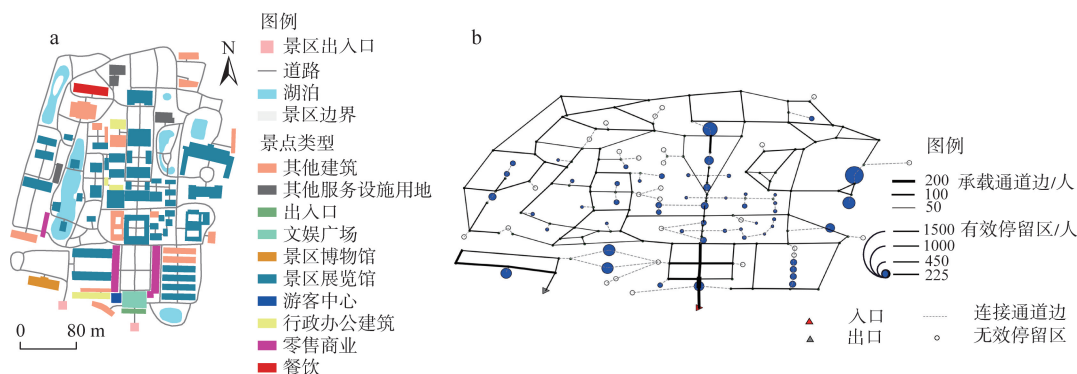 a
N
0 80 m
图例
景区出入口
道路
湖泊
景区边界
景点类型
其他建筑
其他服务设施用地
出入口
文娱广场
景区博物馆
景区展览馆
游客中心
行政办公建筑
零售商业
餐饮
b
图例
200 承载通道边/人
100
50
1500 有效停留区/人
1000
450
225
入口
出口
连接通道边
无效停留区